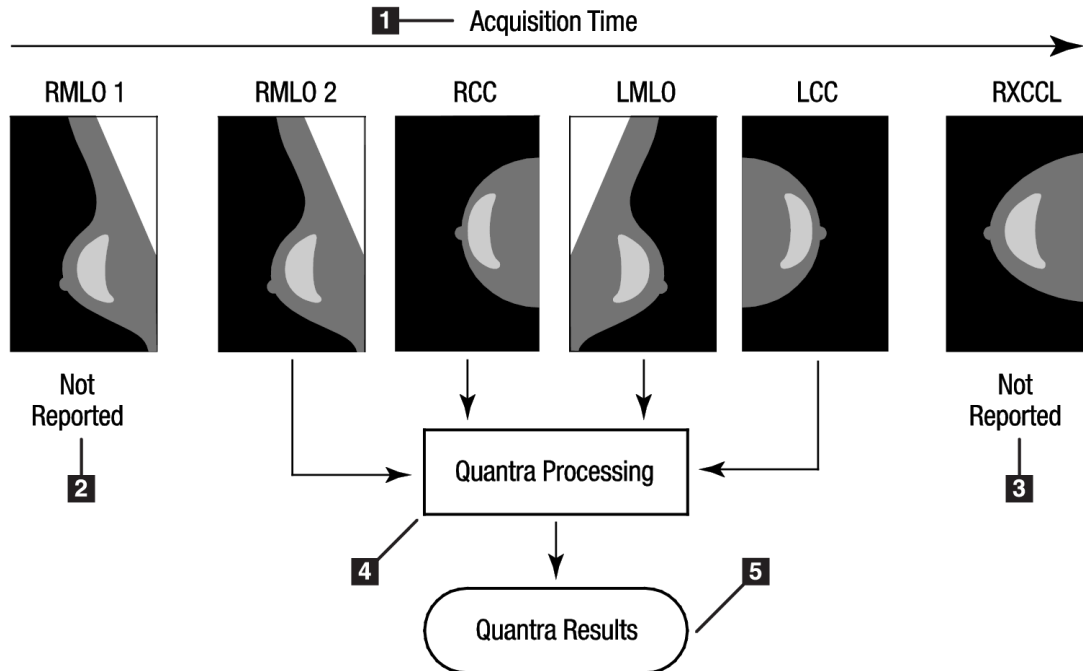 1 Acquisition Time
RMLO 1 RMLO 2 RCC LMLO LCC RXCCL
Not
Reported
2
Not
Reported
3
Quantra Processing
4
5
Quantra Results